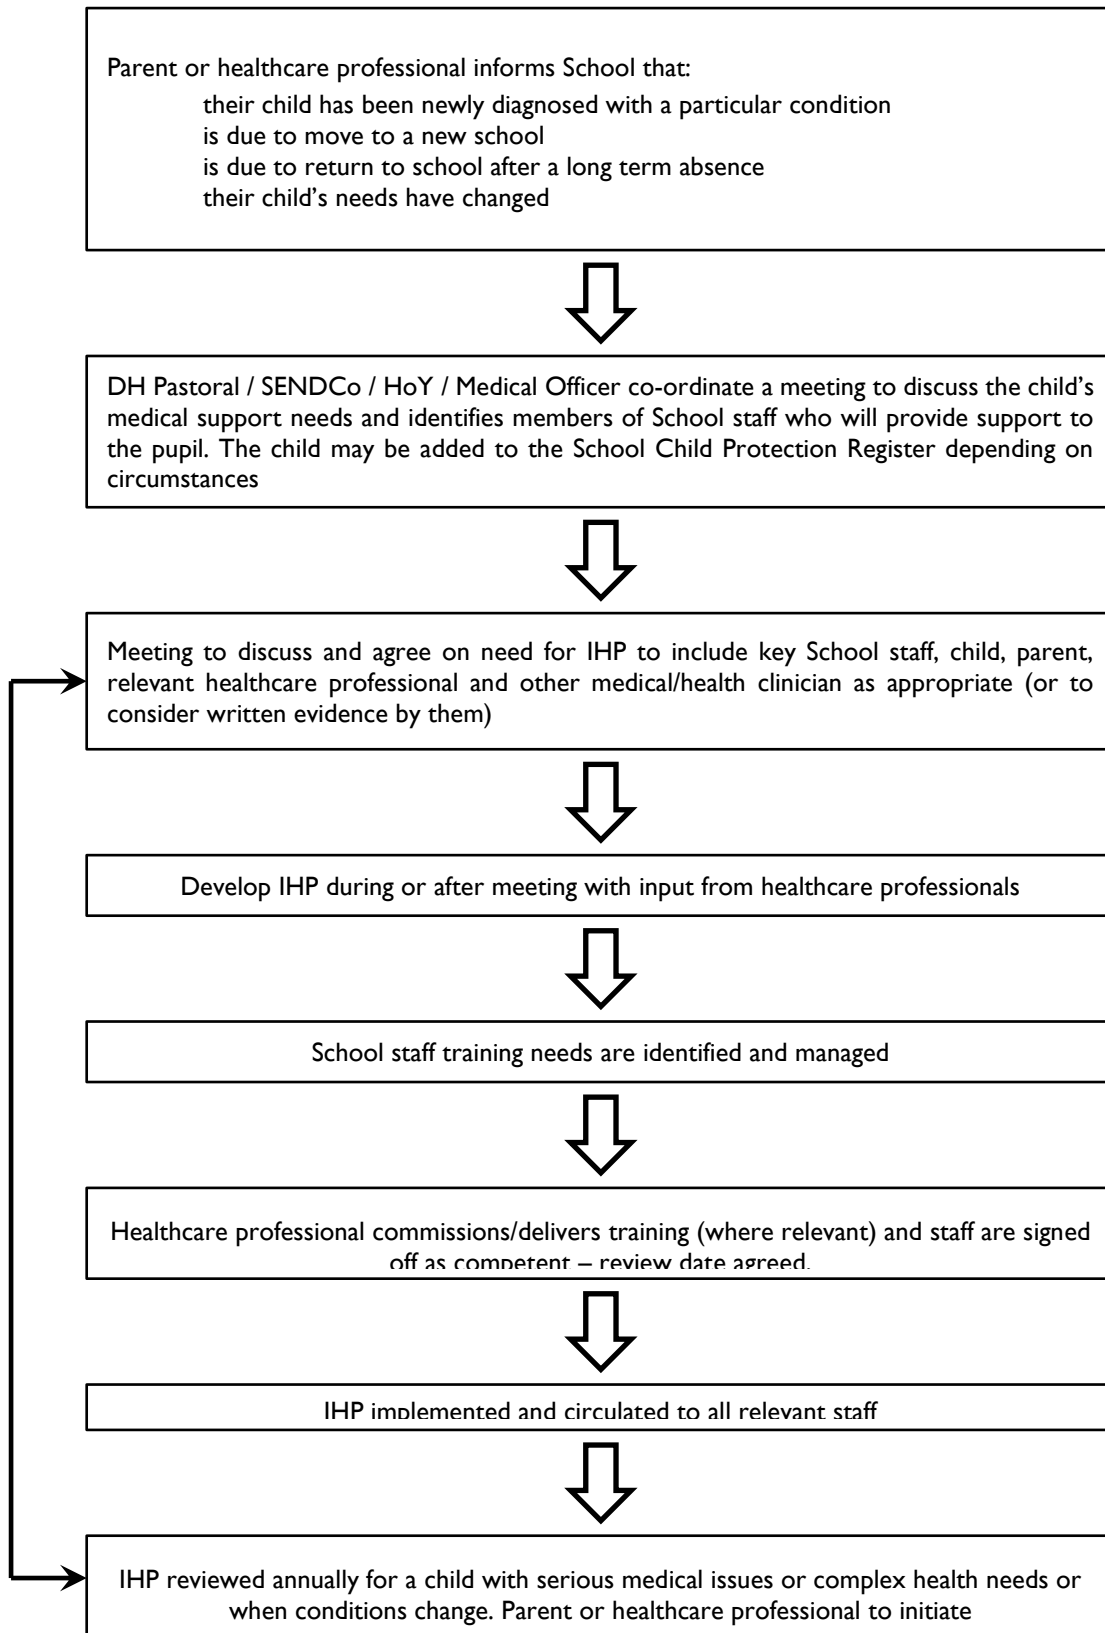 Parent or healthcare professional informs School that:
their child has been newly diagnosed with a particular condition
is due to move to a new school
is due to return to school after a long term absence
their child's needs have changed
DH Pastoral / SENDCo / HoY / Medical Officer co-ordinate a meeting to discuss the child's
medical support needs and identifies members of School staff who will provide support to
the pupil. The child may be added to the School Child Protection Register depending on
circumstances
Meeting to discuss and agree on need for IHP to include key School staff, child, parent,
relevant healthcare professional and other medical/health clinician as appropriate (or to
consider written evidence by them)
Develop IHP during or after meeting with input from healthcare professionals
School staff training needs are identified and managed
Healthcare professional commissions/delivers training (where relevant) and staff are signed
off as competent – review date agreed.
IHP implemented and circulated to all relevant staff
IHP reviewed annually for a child with serious medical issues or complex health needs or
when conditions change. Parent or healthcare professional to initiate